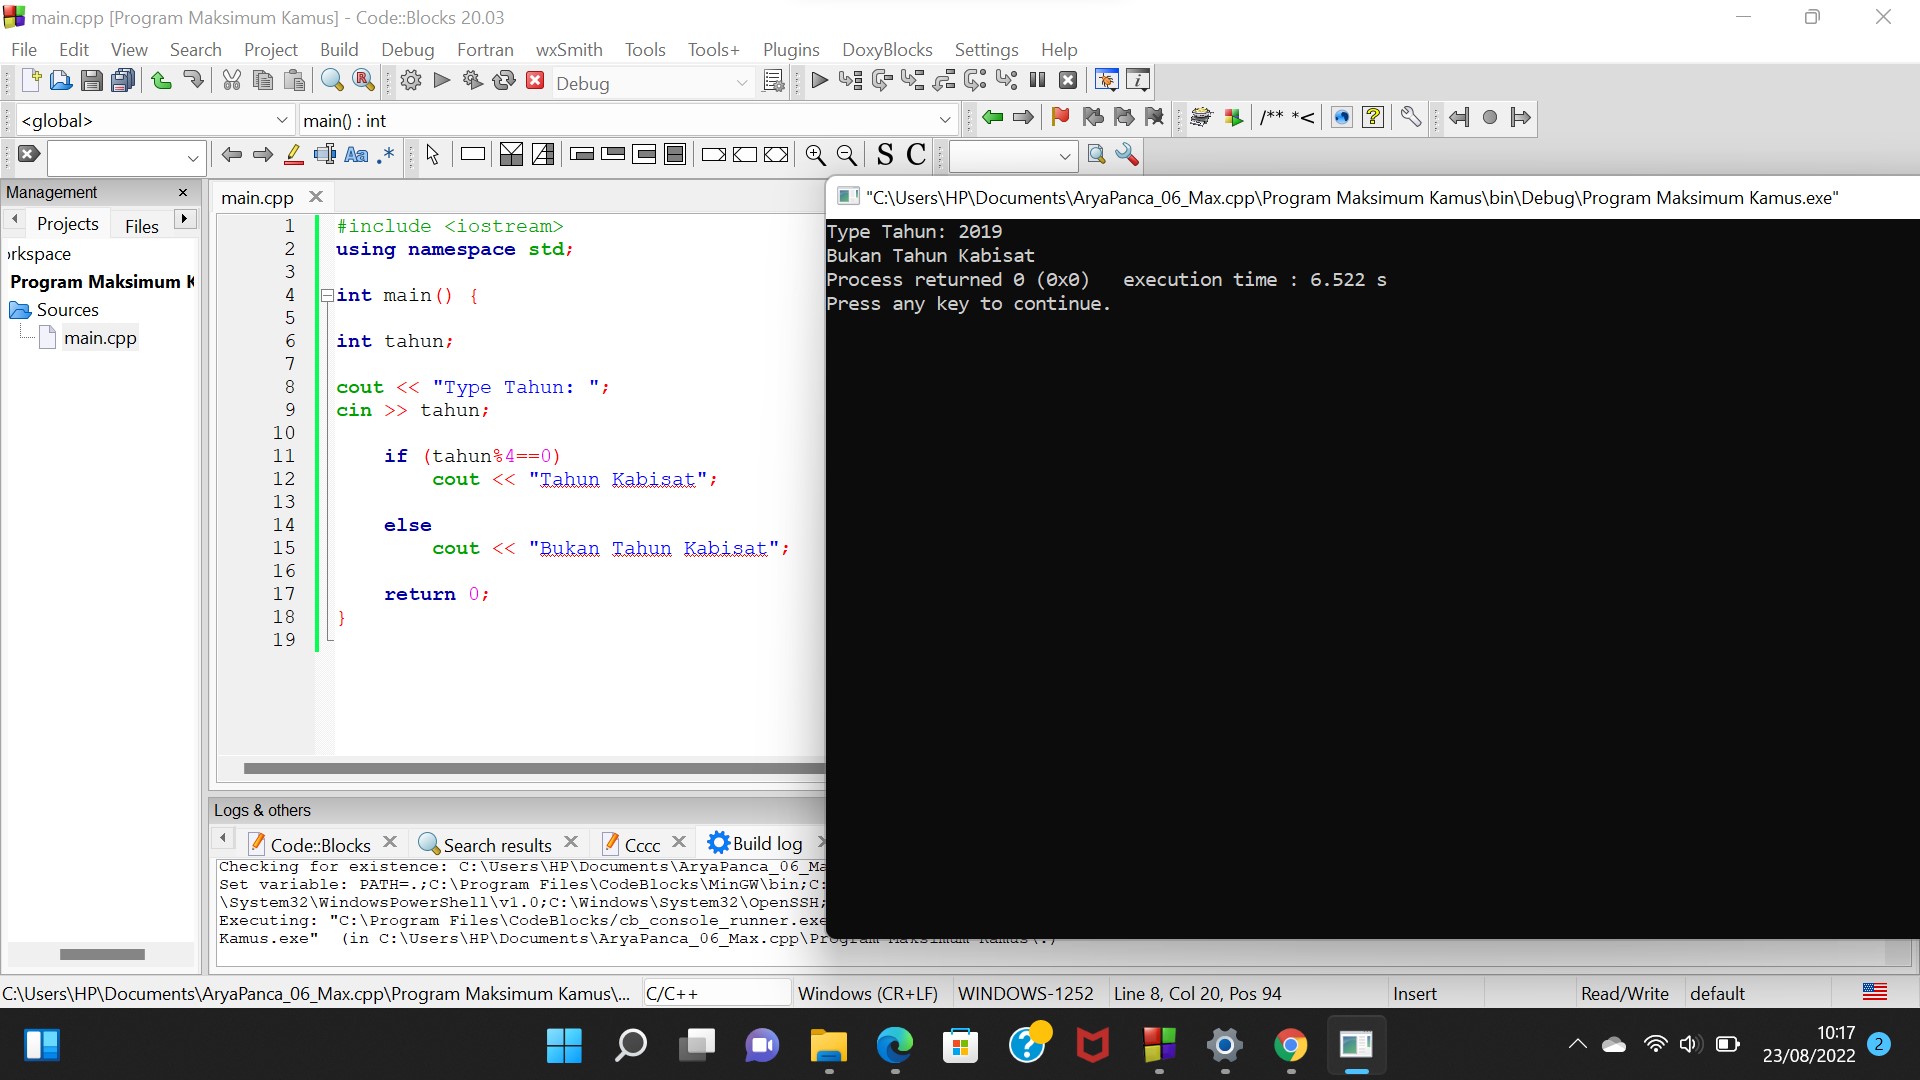 main.cpp [Program Maksimum Kamus] - Code::Blocks 20.03
File Edit View Search Project Build Debug Fortran wxSmith Tools Tools+ Plugins DoxyBlocks Settings Help
Debug
<global> main() : int
/** *<
Aa .* S C
Management
Projects Files
rkspace
Program Maksimum K
Sources
main.cpp
main.cpp
1 #include <iostream>
2 using namespace std;
3
4 int main() {
5
6 int tahun;
7
8 cout << "Type Tahun: ";
9 cin >> tahun;
10
11 if (tahun%4==0)
12 cout << "Tahun Kabisat";
13
14 else
15 cout << "Bukan Tahun Kabisat";
16
17 return 0;
18 }
19
"C:\Users\HP\Documents\AryaPanca_06_Max.cpp\Program Maksimum Kamus\bin\Debug\Program Maksimum Kamus.exe"
Type Tahun: 2019
Bukan Tahun Kabisat
Process returned 0 (0x0) execution time : 6.522 s
Press any key to continue.
Logs & others
Code::Blocks Search results Cccc Build log
Checking for existence: C:\Users\HP\Documents\AryaPanca_06_Ma
Set variable: PATH=.;C:\Program Files\CodeBlocks\MinGW\bin;C:
\System32\WindowsPowerShell\v1.0;C:\Windows\System32\OpenSSH;
Executing: "C:\Program Files\CodeBlocks/cb_console_runner.exe
Kamus.exe" (in C:\Users\HP\Documents\AryaPanca_06_Max.cpp\Program Maksimum Kamus\.)
C:\Users\HP\Documents\AryaPanca_06_Max.cpp\Program Maksimum Kamus\... C/C++ Windows (CR+LF) WINDOWS-1252 Line 8, Col 20, Pos 94 Insert Read/Write default
10:17
23/08/2022
2